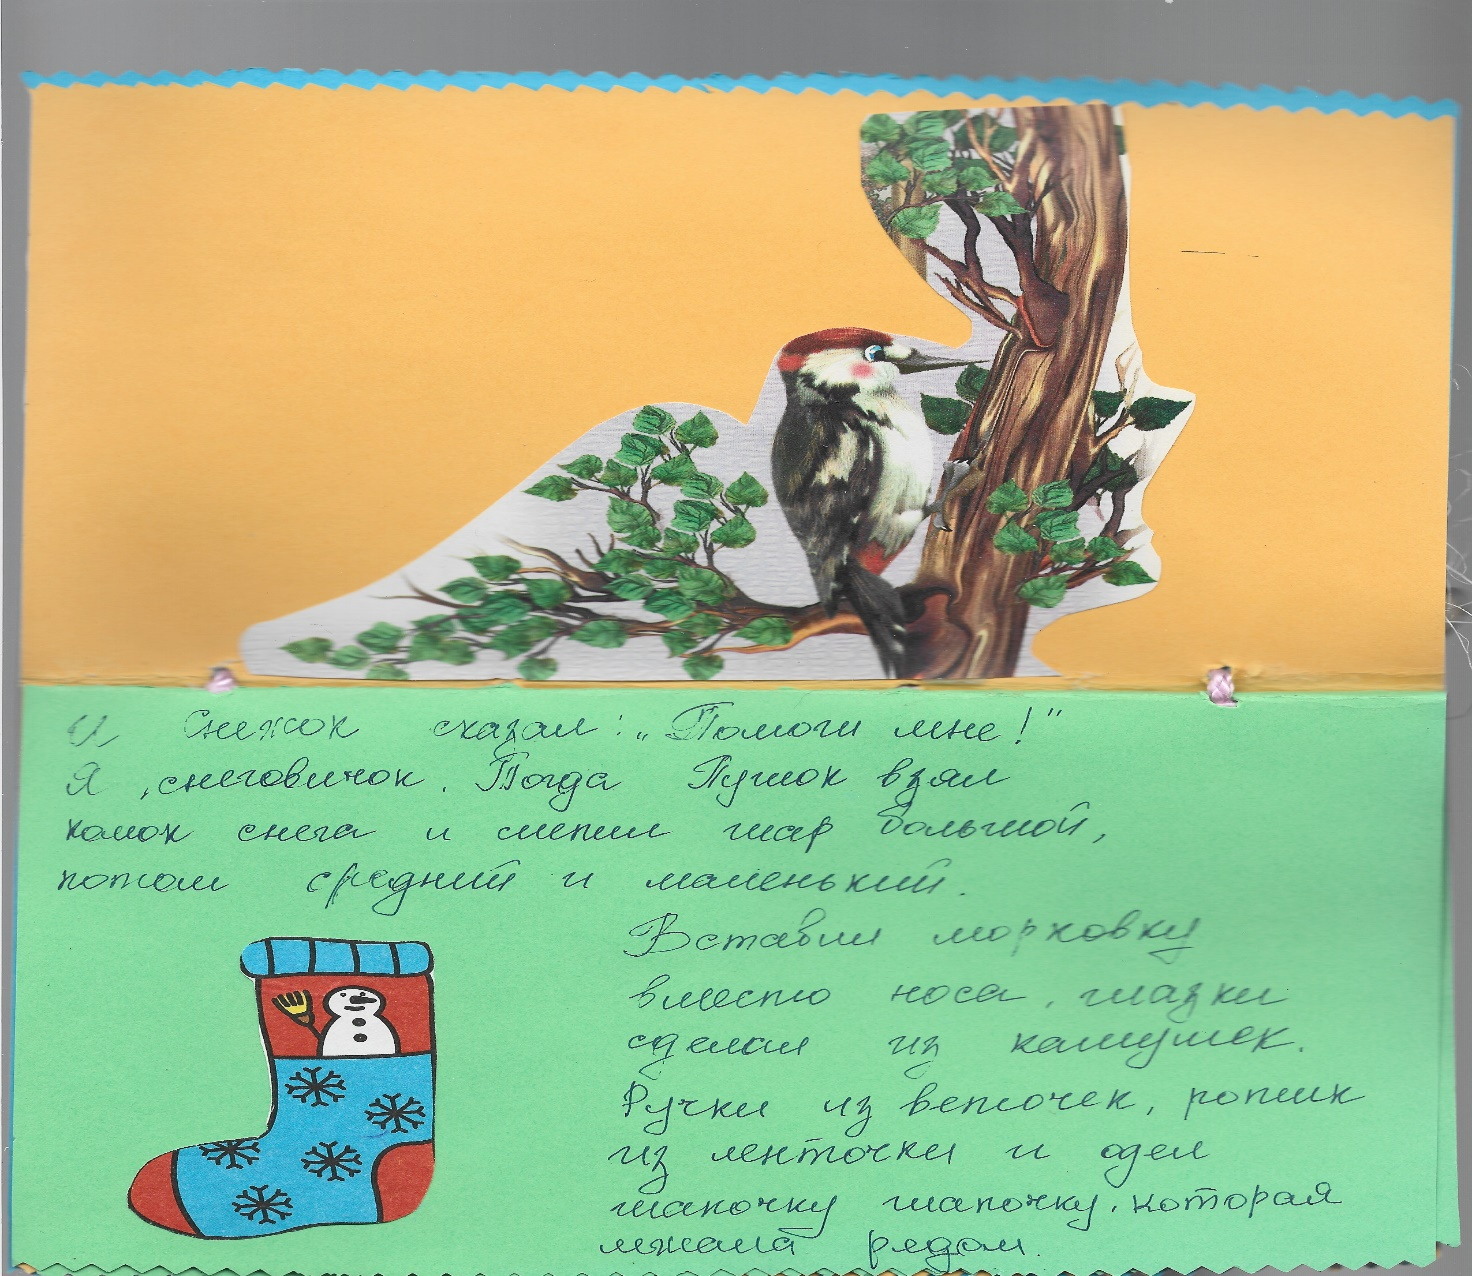 И Снежок сказал: „Помоги мне!"
Я, снеговичок. Тогда Пушок взял
комок снега и слепил шар большой,
потом средний и маленький.
Вставил морковку
вместо носа, глазки
сделал из камушек.
Ручки из веточек, ротик
из ленточки и одел
шапочку шапочку, которая
лежала рядом.